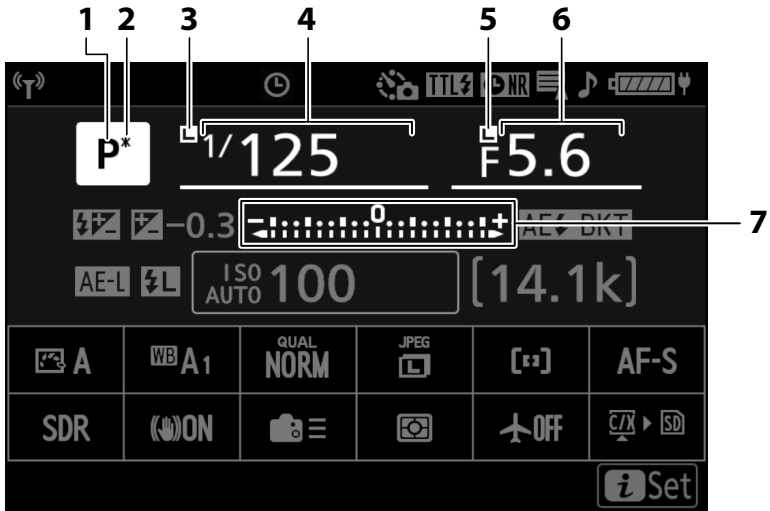 1 2 3 4 5 6
TTL NR
P* L 1/125 L F5.6
−0.3 − 0 + AE BKT 7
AE-L L ISO AUTO 100 [14.1k]
A WB A1 QUAL NORM JPEG L [ ] AF-S
SDR ON OFF C/X SD
i Set